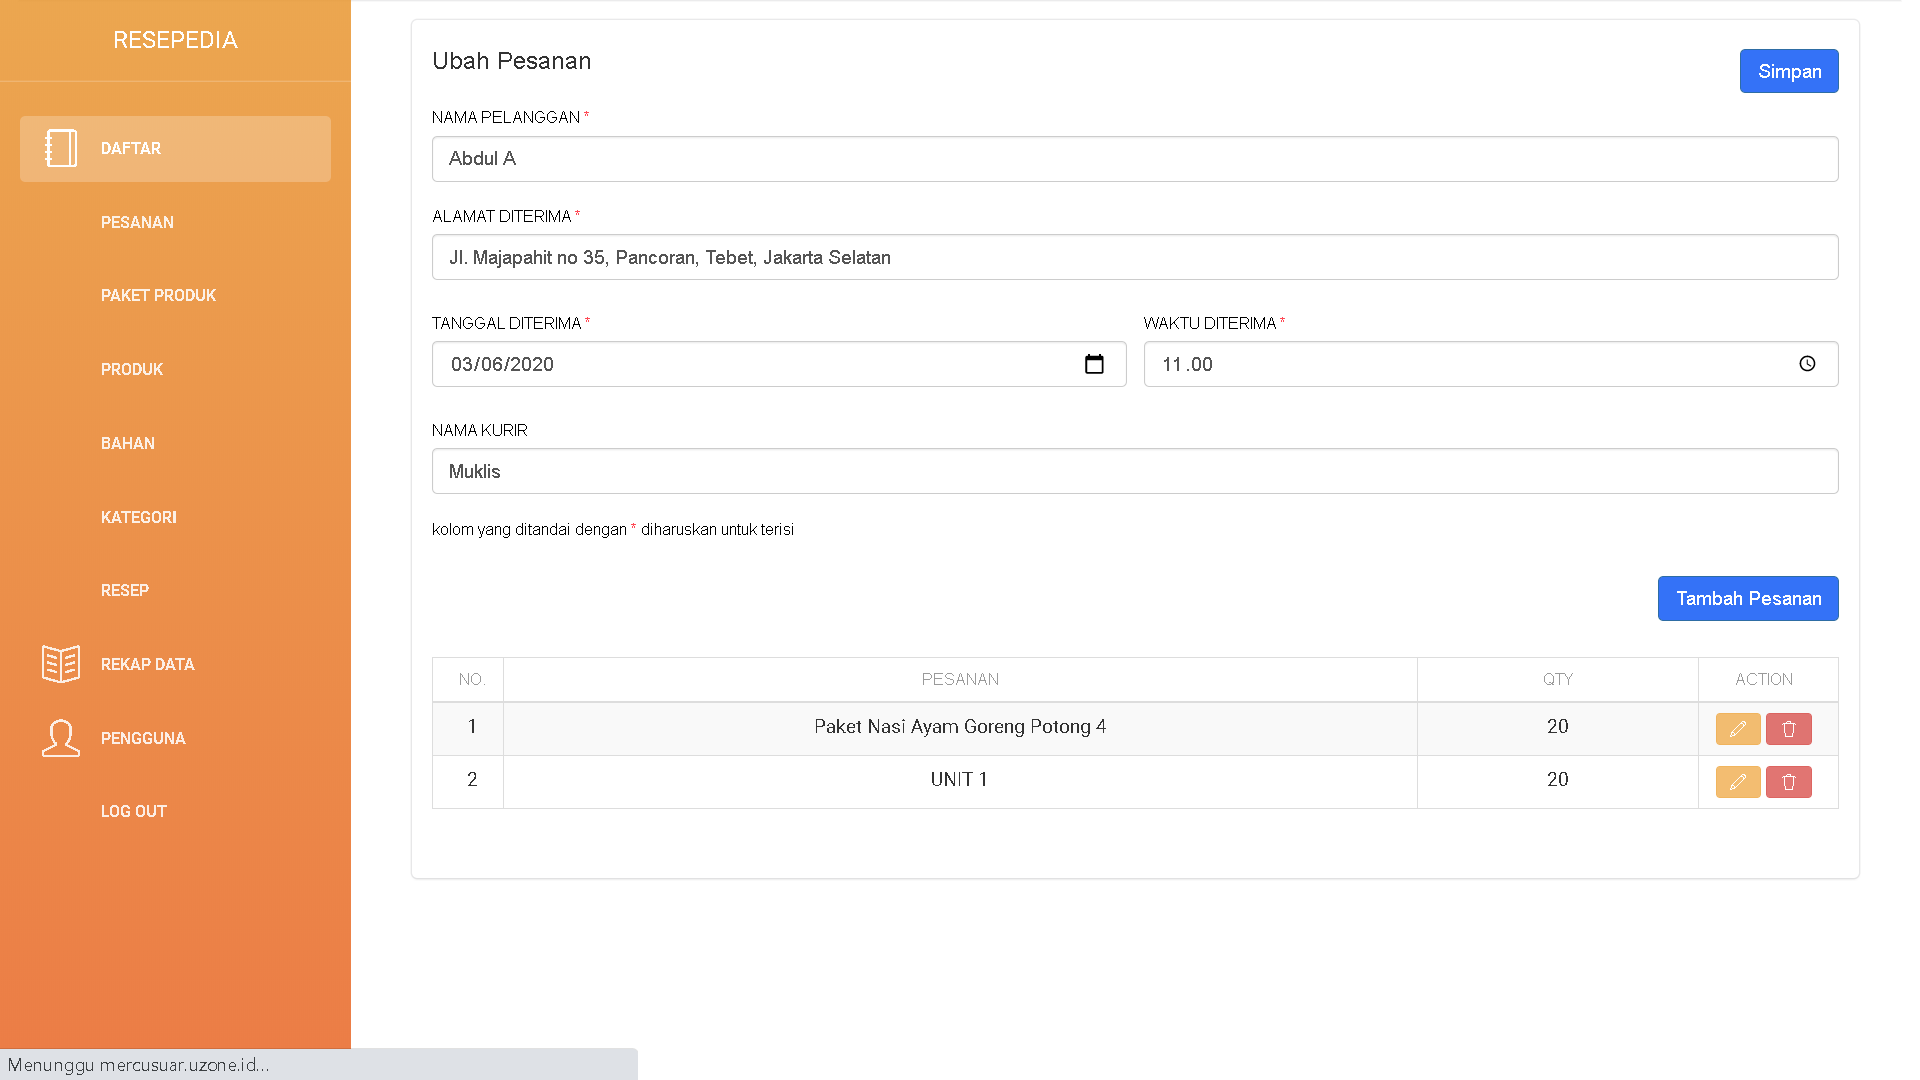 RESEPEDIA
DAFTAR
PESANAN
PAKET PRODUK
PRODUK
BAHAN
KATEGORI
RESEP
REKAP DATA
PENGGUNA
LOG OUT
Ubah Pesanan
Simpan
NAMA PELANGGAN *
Abdul A
ALAMAT DITERIMA *
Jl. Majapahit no 35, Pancoran, Tebet, Jakarta Selatan
TANGGAL DITERIMA * WAKTU DITERIMA *
03/06/2020 11.00
NAMA KURIR
Muklis
kolom yang ditandai dengan * diharuskan untuk terisi
Tambah Pesanan
NO. PESANAN QTY ACTION
1 Paket Nasi Ayam Goreng Potong 4 20
2 UNIT 1 20
Menunggu mercusuar.uzone.id...